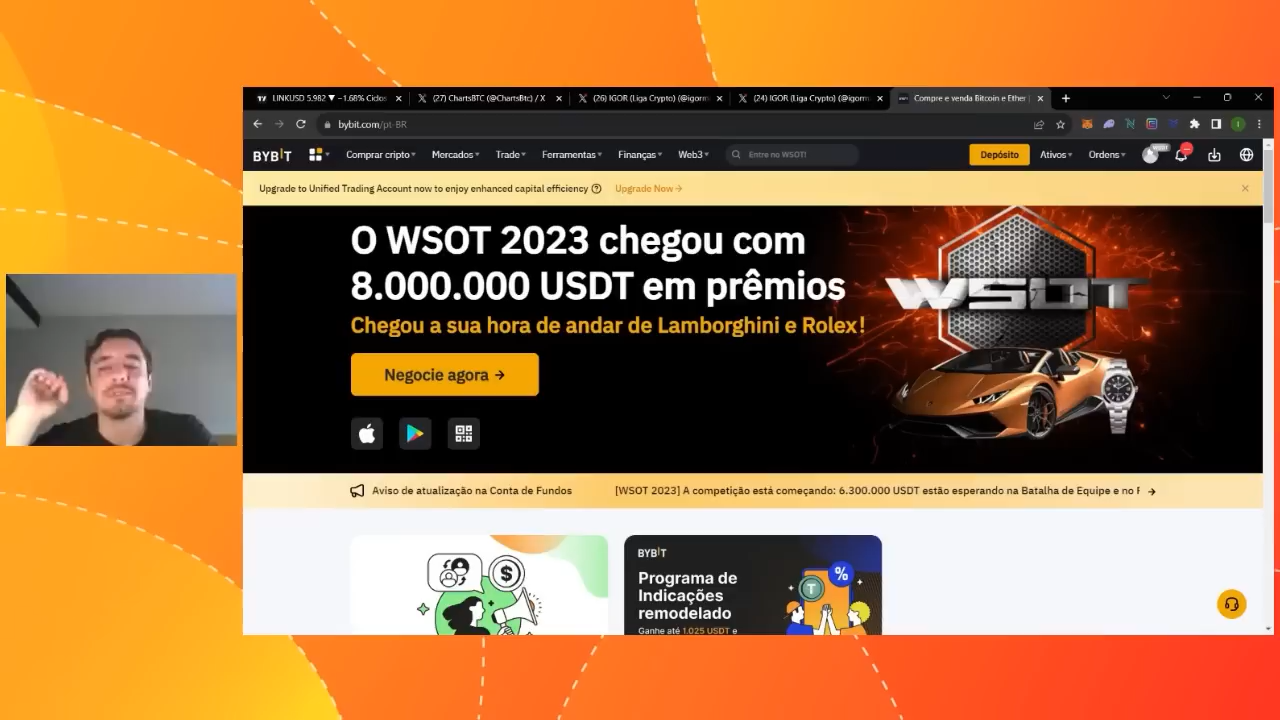 LINKUSD 5.982 ▼ −1.68% Ciclos
(27) ChartsBTC (@ChartsBtc) / X
(26) IGOR (Liga Crypto) (@igorm
(24) IGOR (Liga Crypto) (@igorm
Compre e venda Bitcoin e Ether
bybit.com/pt-BR
BYBIT
Comprar cripto
Mercados
Trade
Ferramentas
Finanças
Web3
Entre no WSOT!
Depósito
Ativos
Ordens
Upgrade to Unified Trading Account now to enjoy enhanced capital efficiency
Upgrade Now →
O WSOT 2023 chegou com
8.000.000 USDT em prêmios
Chegou a sua hora de andar de Lamborghini e Rolex!
Negocie agora →
WSOT
Aviso de atualização na Conta de Fundos
[WSOT 2023] A competição está começando: 6.300.000 USDT estão esperando na Batalha de Equipe e no
BYBIT
Programa de
Indicações
remodelado
Ganhe até 1.025 USDT e